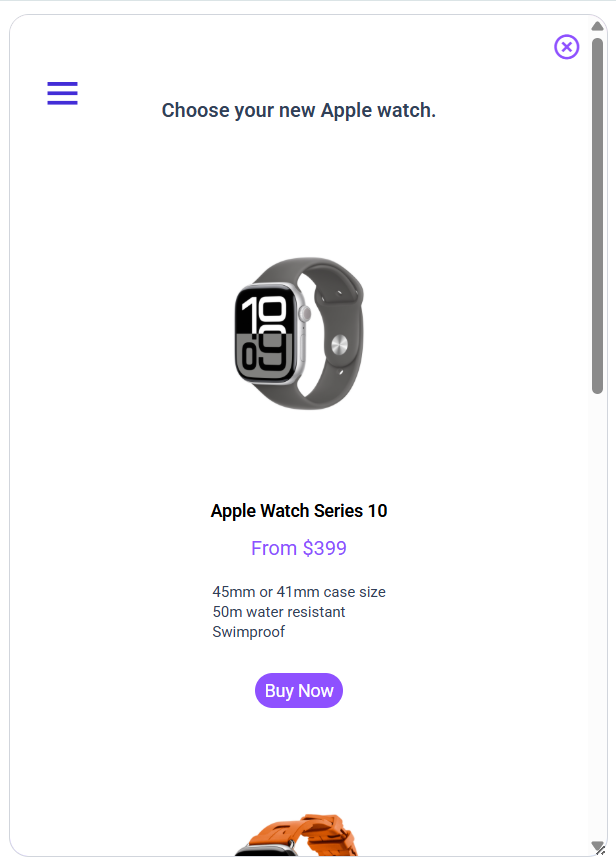 Choose your new Apple watch.
10
09
Apple Watch Series 10
From $399
45mm or 41mm case size
50m water resistant
Swimproof
Buy Now